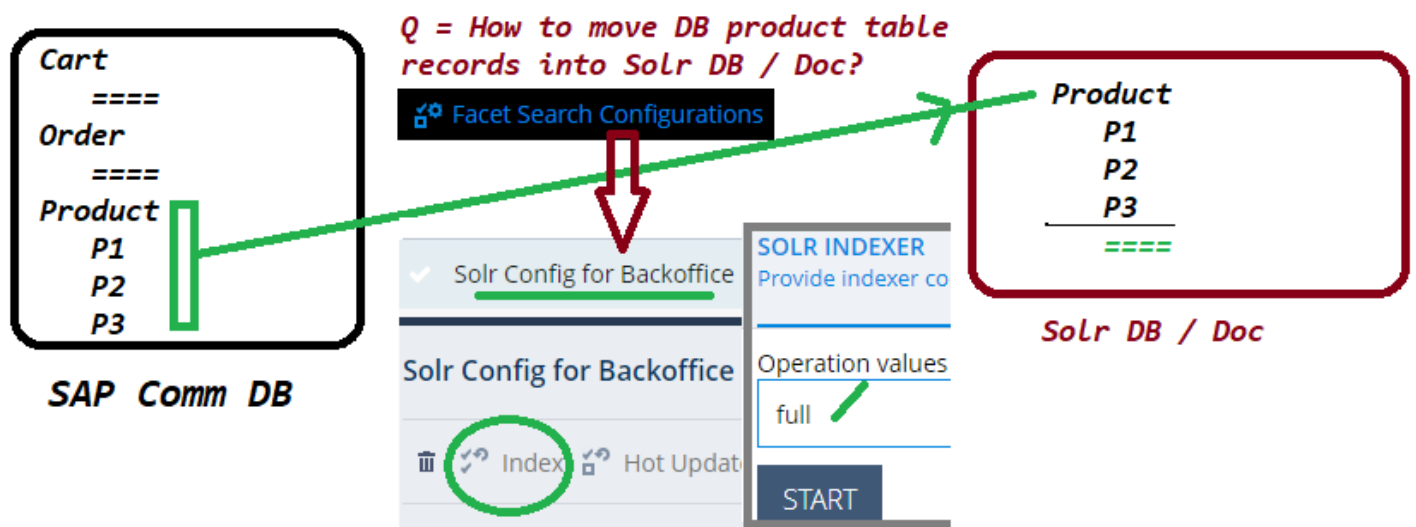 Cart
====
Order
====
Product
P1
P2
P3
SAP Comm DB
Q = How to move DB product table
records into Solr DB / Doc?
Facet Search Configurations
Solr Config for Backoffice
Solr Config for Backoffice
Index
Hot Updat
SOLR INDEXER
Provide indexer co
Operation values
full
START
Product
P1
P2
P3
====
Solr DB / Doc